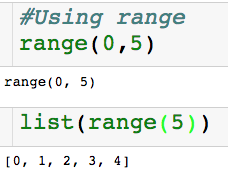 #Using range
range(0,5)
range(0, 5)
list(range(5))
[0, 1, 2, 3, 4]